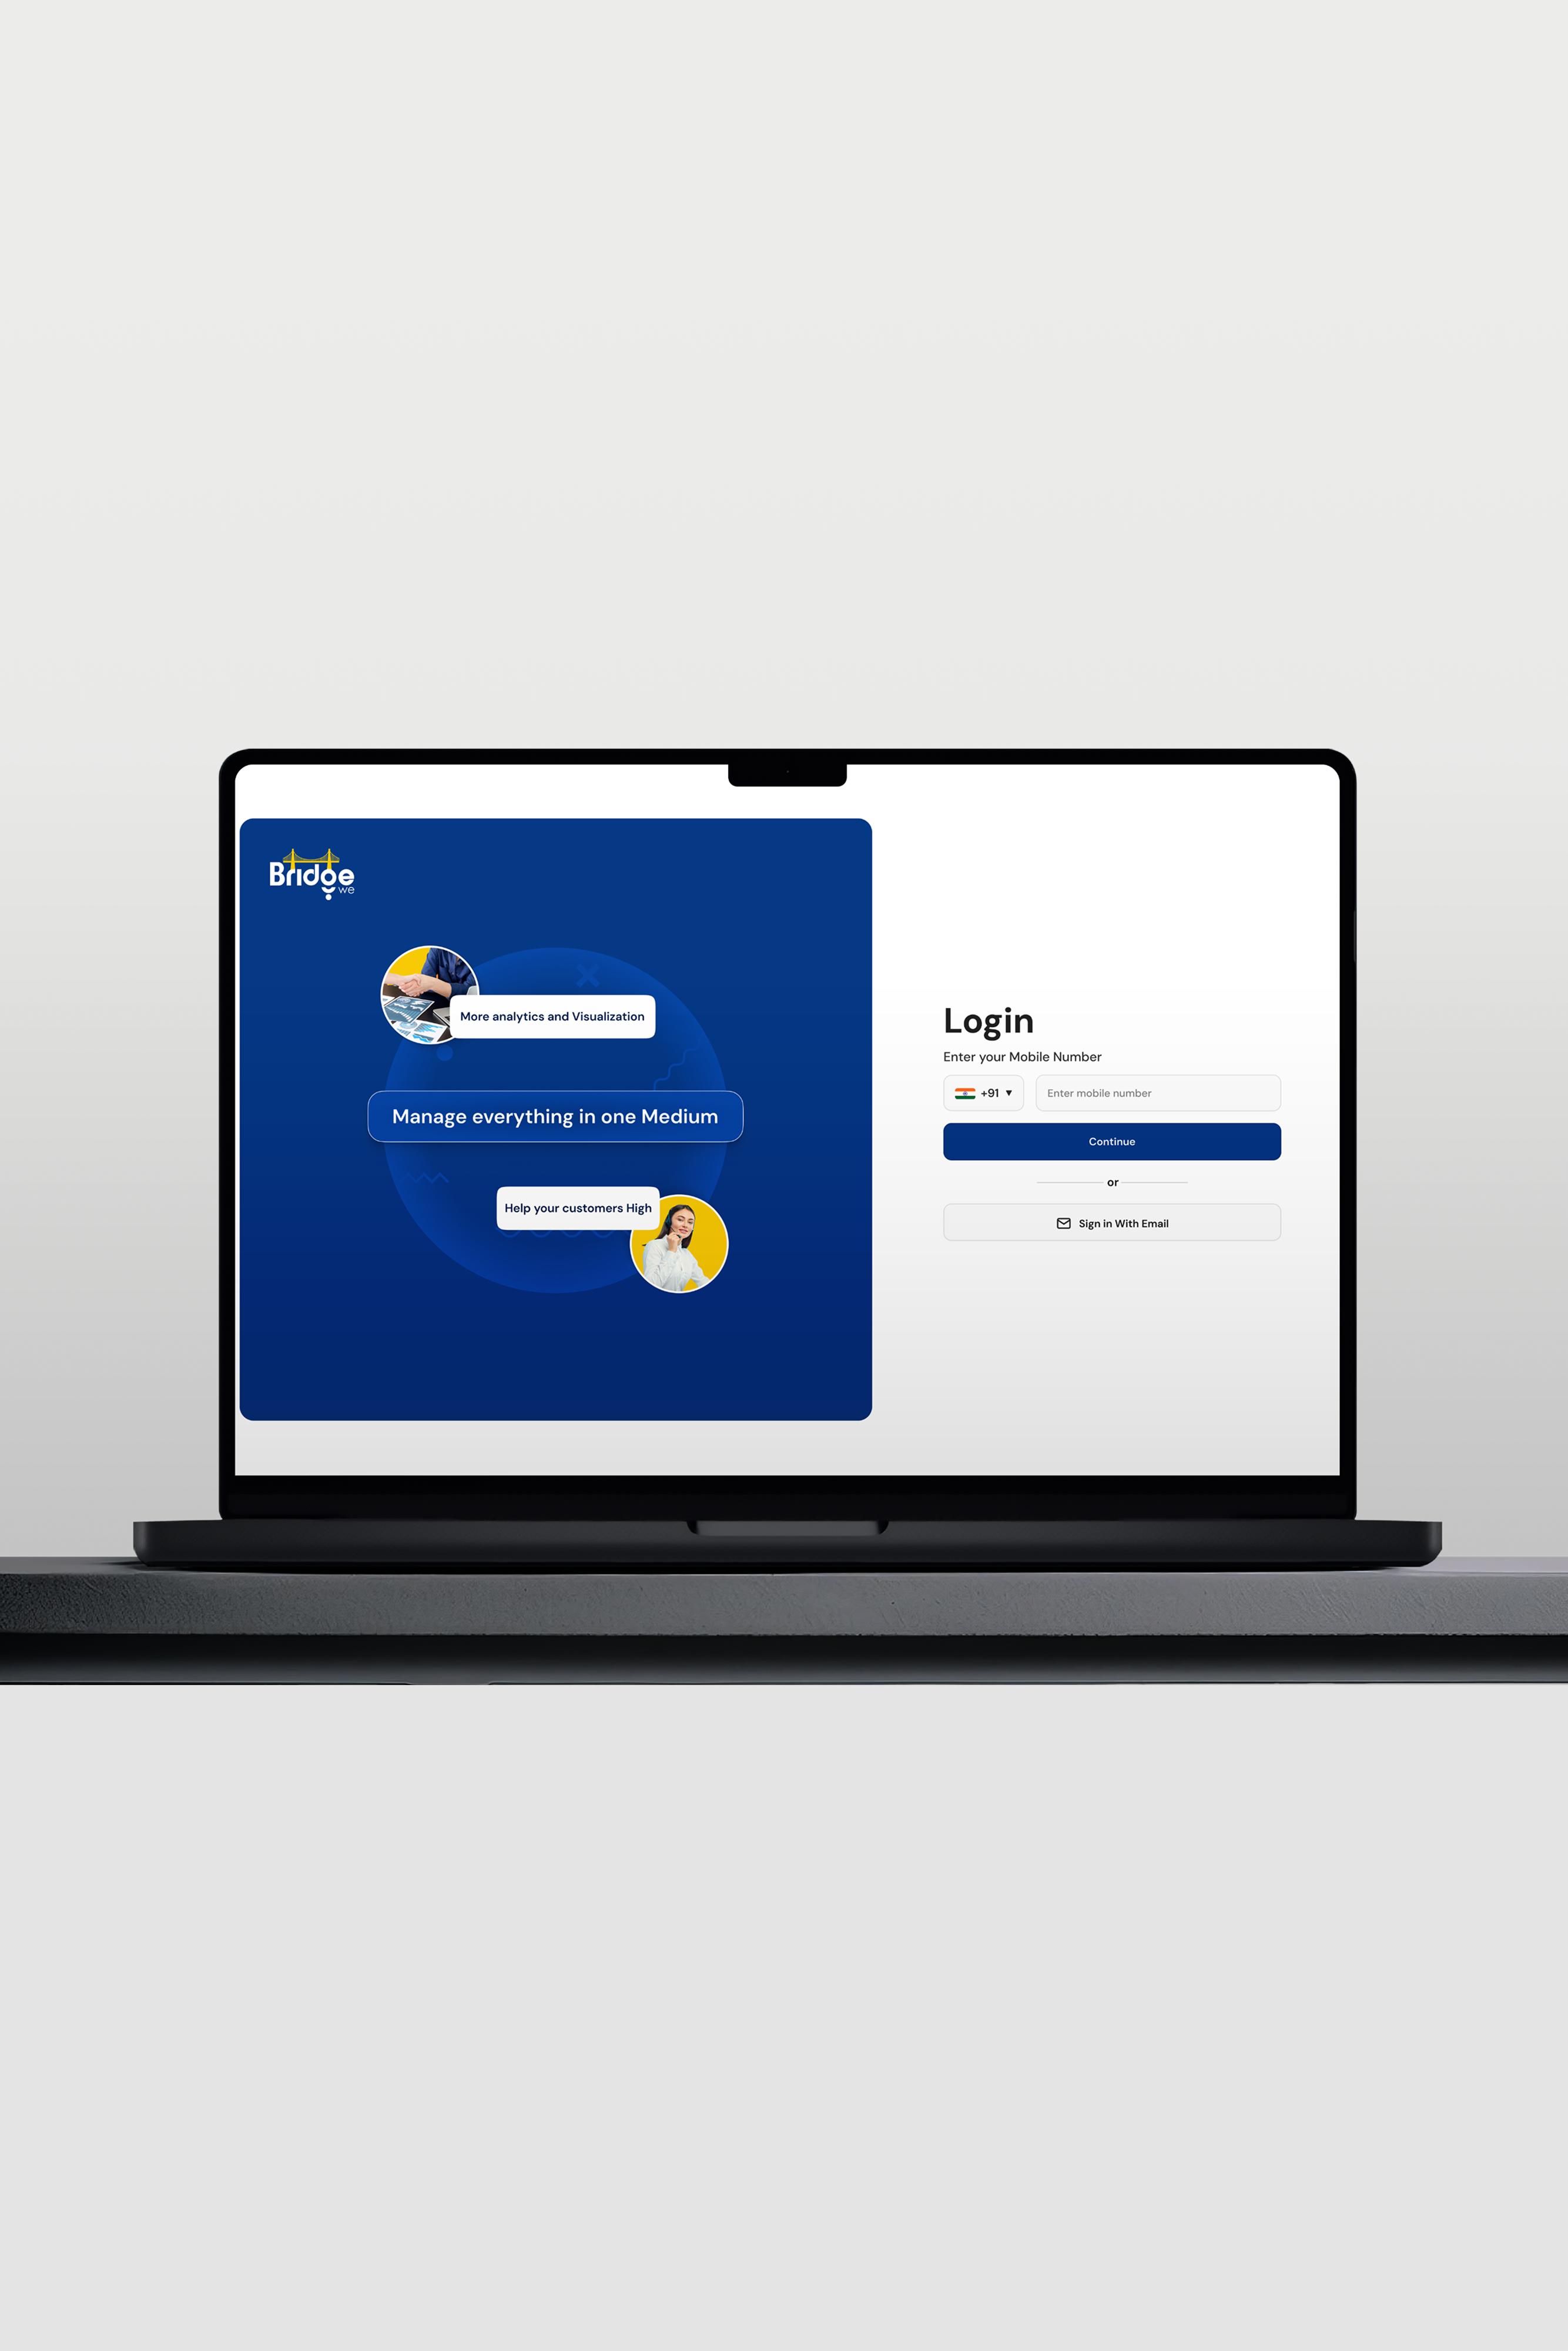 Bridge
we
More analytics and Visualization
Manage everything in one Medium
Help your customers High
Login
Enter your Mobile Number
+91 ▼
Enter mobile number
Continue
or
Sign in With Email